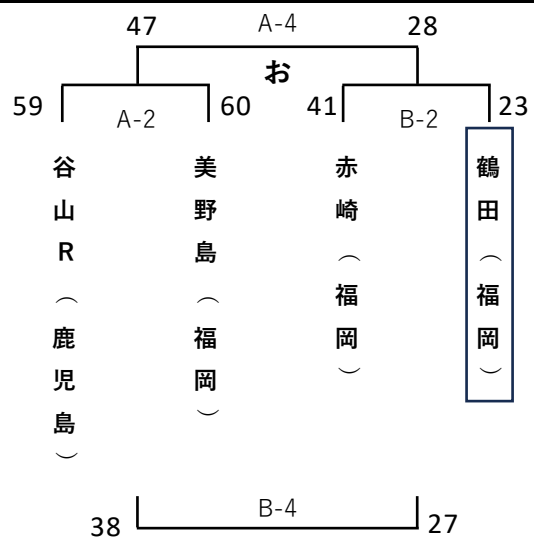 47 A-4 28
お
59 A-2 60 41 B-2 23
谷山R（鹿児島）
美野島（福岡）
赤崎（福岡）
鶴田（福岡）
38 B-4 27